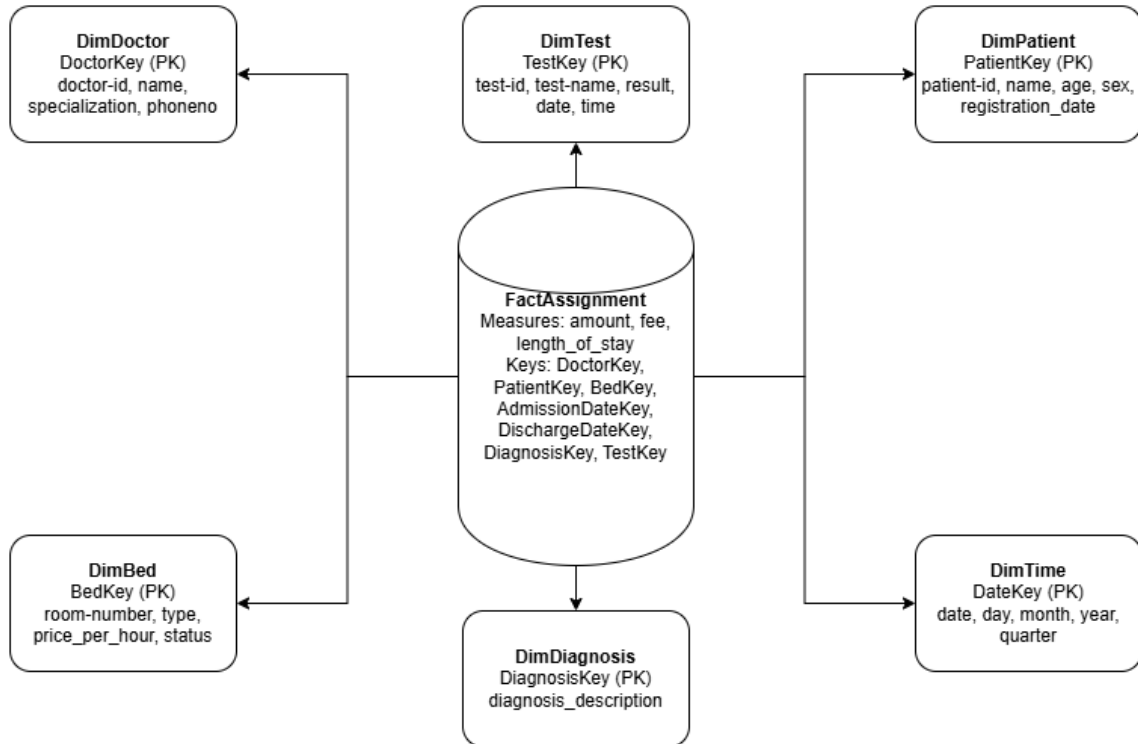 DimDoctor
DoctorKey (PK)
doctor-id, name,
specialization, phoneno
DimTest
TestKey (PK)
test-id, test-name, result,
date, time
DimPatient
PatientKey (PK)
patient-id, name, age, sex,
registration_date
FactAssignment
Measures: amount, fee,
length_of_stay
Keys: DoctorKey,
PatientKey, BedKey,
AdmissionDateKey,
DischargeDateKey,
DiagnosisKey, TestKey
DimBed
BedKey (PK)
room-number, type,
price_per_hour, status
DimDiagnosis
DiagnosisKey (PK)
diagnosis_description
DimTime
DateKey (PK)
date, day, month, year,
quarter